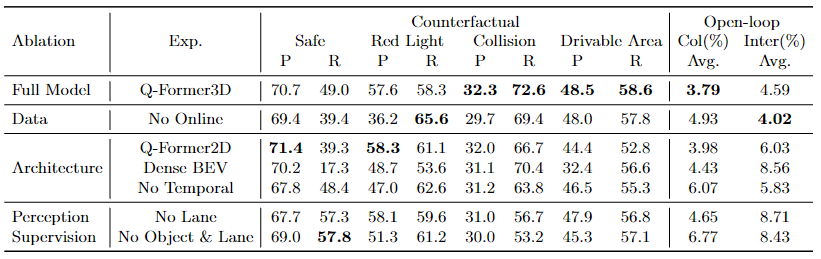 Counterfactual Open-loop
Ablation Exp. Safe Red Light Collision Drivable Area Col(%) Inter(%)
P R P R P R P R Avg. Avg.
Full Model Q-Former3D 70.7 49.0 57.6 58.3 32.3 72.6 48.5 58.6 3.79 4.59
Data No Online 69.4 39.4 36.2 65.6 29.7 69.4 48.0 57.8 4.93 4.02
Q-Former2D 71.4 39.3 58.3 61.1 32.0 66.7 44.4 52.8 3.98 6.03
Architecture Dense BEV 70.2 17.3 48.7 53.6 31.1 70.4 32.4 56.6 4.43 8.56
No Temporal 67.8 48.4 47.0 62.6 31.2 63.8 46.5 55.3 6.07 5.83
Perception No Lane 67.7 57.3 58.1 59.6 31.0 56.7 47.9 56.8 4.65 8.71
Supervision No Object & Lane 69.0 57.8 51.3 61.2 30.0 53.2 45.3 57.1 6.77 8.43